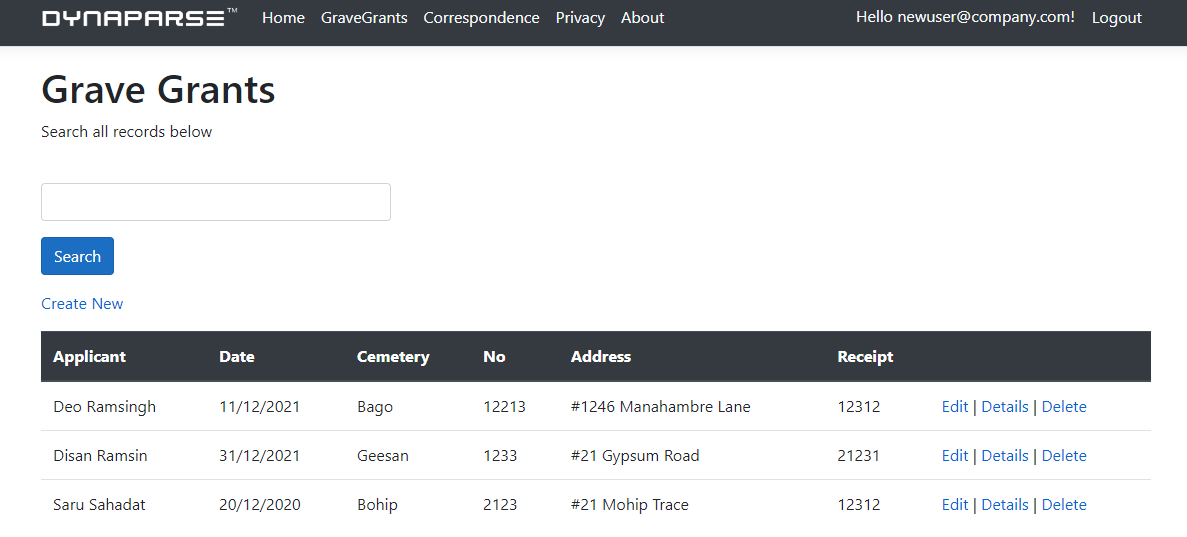 DYNAPARSE™ Home GraveGrants Correspondence Privacy About Hello newuser@company.com! Logout
Grave Grants
Search all records below
Search
Create New
Applicant Date Cemetery No Address Receipt
Deo Ramsingh 11/12/2021 Bago 12213 #1246 Manahambre Lane 12312 Edit | Details | Delete
Disan Ramsin 31/12/2021 Geesan 1233 #21 Gypsum Road 21231 Edit | Details | Delete
Saru Sahadat 20/12/2020 Bohip 2123 #21 Mohip Trace 12312 Edit | Details | Delete